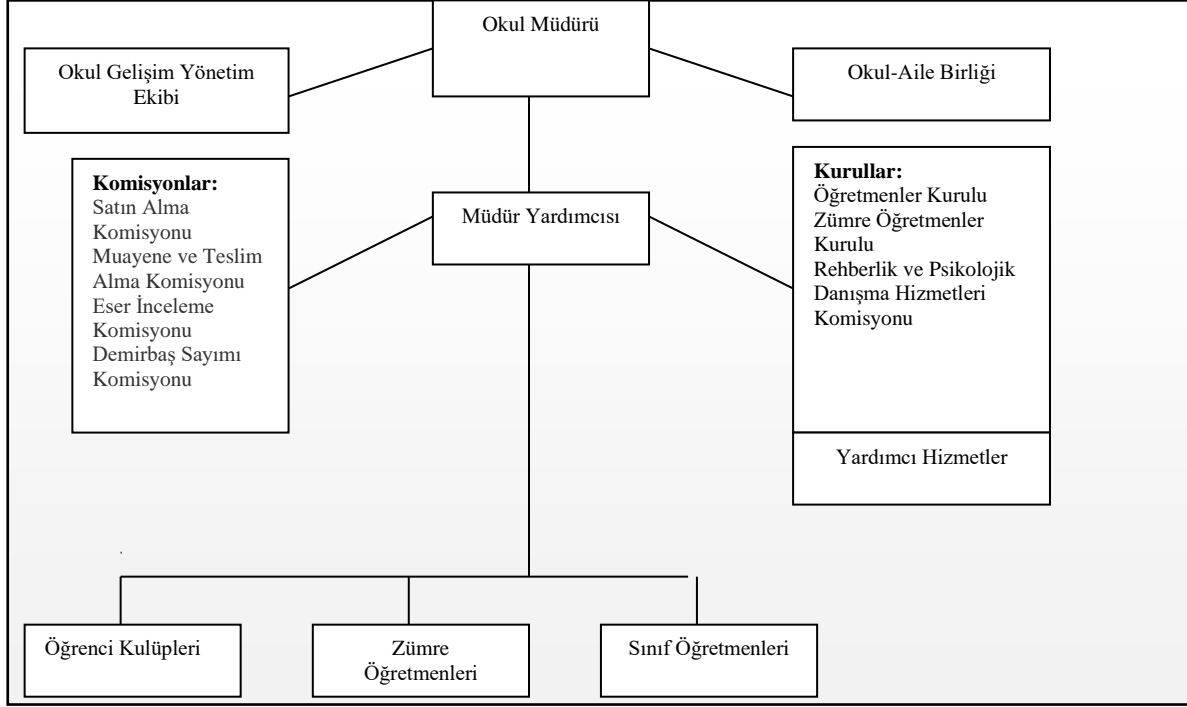 Okul Müdürü
Okul Gelişim Yönetim
Ekibi
Okul-Aile Birliği
Komisyonlar:
Satın Alma
Komisyonu
Muayene ve Teslim
Alma Komisyonu
Eser İnceleme
Komisyonu
Demirbaş Sayımı
Komisyonu
Müdür Yardımcısı
Kurullar:
Öğretmenler Kurulu
Zümre Öğretmenler
Kurulu
Rehberlik ve Psikolojik
Danışma Hizmetleri
Komisyonu
Yardımcı Hizmetler
Öğrenci Kulüpleri
Zümre
Öğretmenleri
Sınıf Öğretmenleri